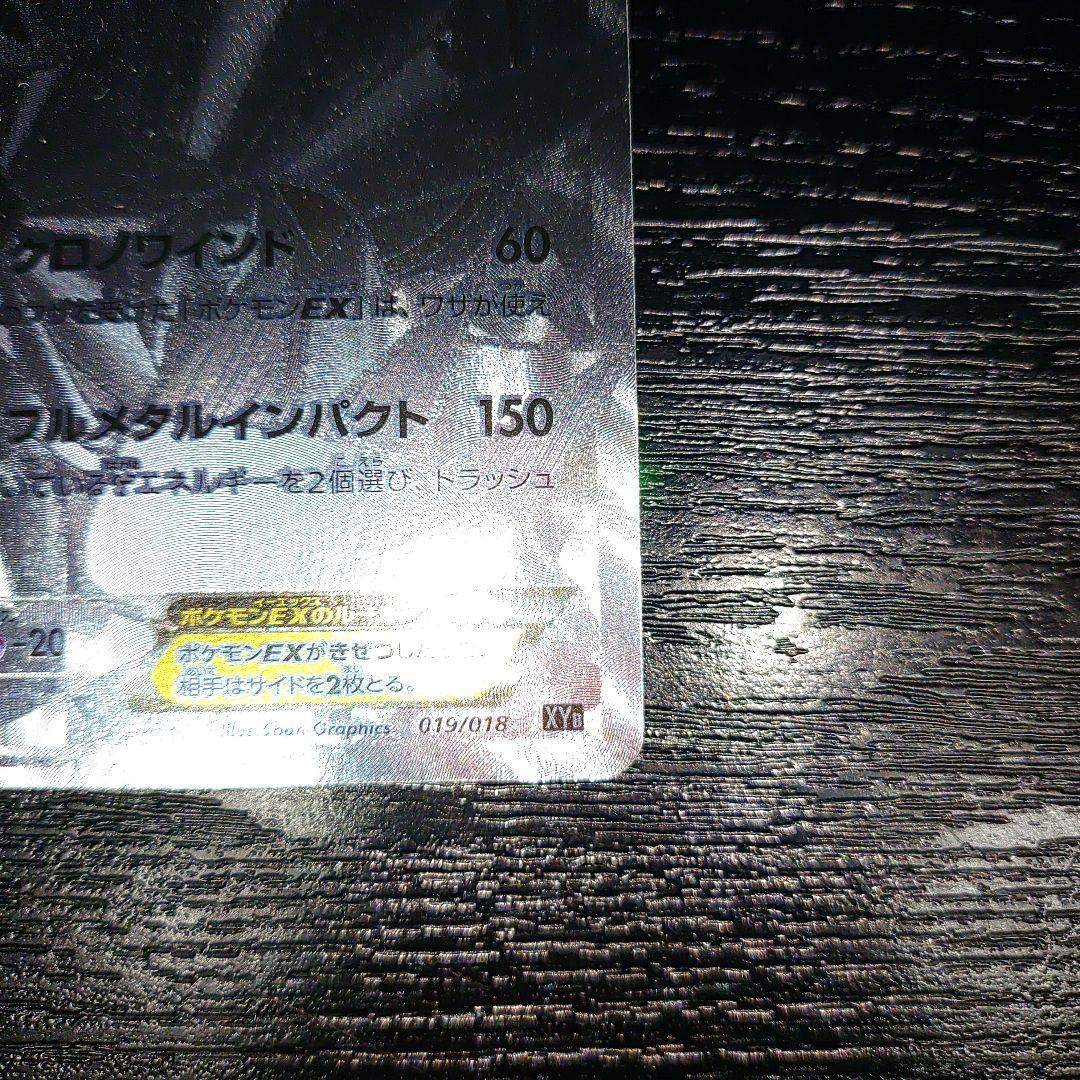 クロノワインド 60
ワザを受けた「ポケモンEX」は、ワザが使え
フルメタルインパクト 150
ているエネルギーを2個選び、トラッシュ
ポケモンEXのル
-20
ポケモンEXがきぜつした
相手はサイドを2枚とる。
Illus. 5ban Graphics 019/018 XY